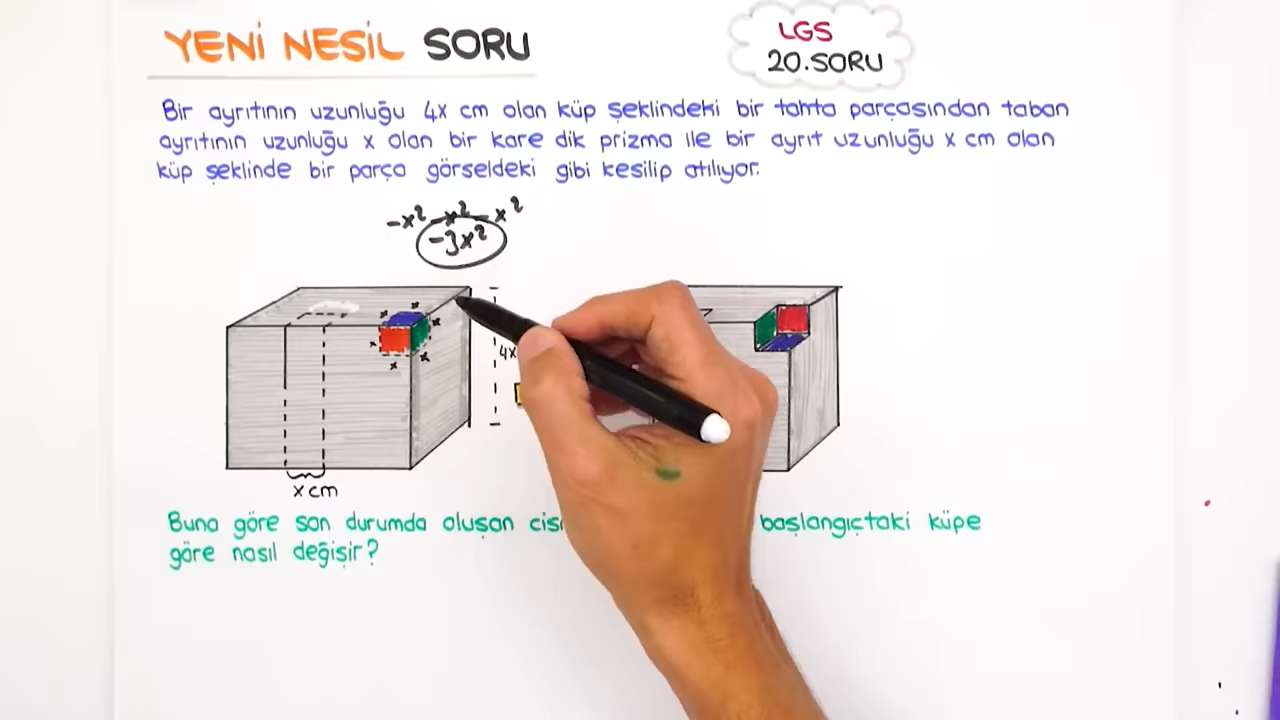 YENİ NESİL SORU
LGS
20.SORU
Bir ayrıtının uzunluğu 4x cm olan küp şeklindeki bir tahta parçasından taban
ayrıtının uzunluğu x olan bir kare dik prizma ile bir ayrıt uzunluğu x cm olan
küp şeklinde bir parça görseldeki gibi kesilip atılıyor.
-x² -x² -x²
-3x²
x x x x x x
4x
x cm
Buna göre son durumda oluşan başlangıçtaki küpe
göre nasıl değişir?